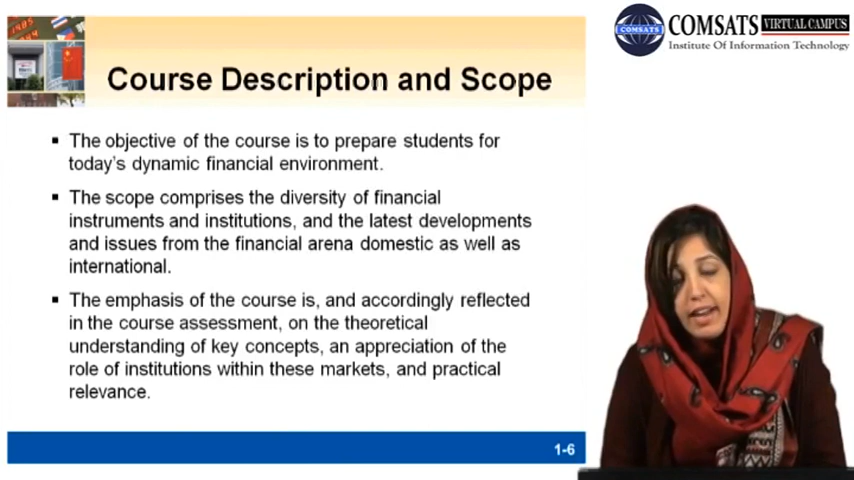 COMSATS VIRTUAL CAMPUS
Institute Of Information Technology
Course Description and Scope
▪ The objective of the course is to prepare students for
today's dynamic financial environment.
▪ The scope comprises the diversity of financial
instruments and institutions, and the latest developments
and issues from the financial arena domestic as well as
international.
▪ The emphasis of the course is, and accordingly reflected
in the course assessment, on the theoretical
understanding of key concepts, an appreciation of the
role of institutions within these markets, and practical
relevance.
1-6